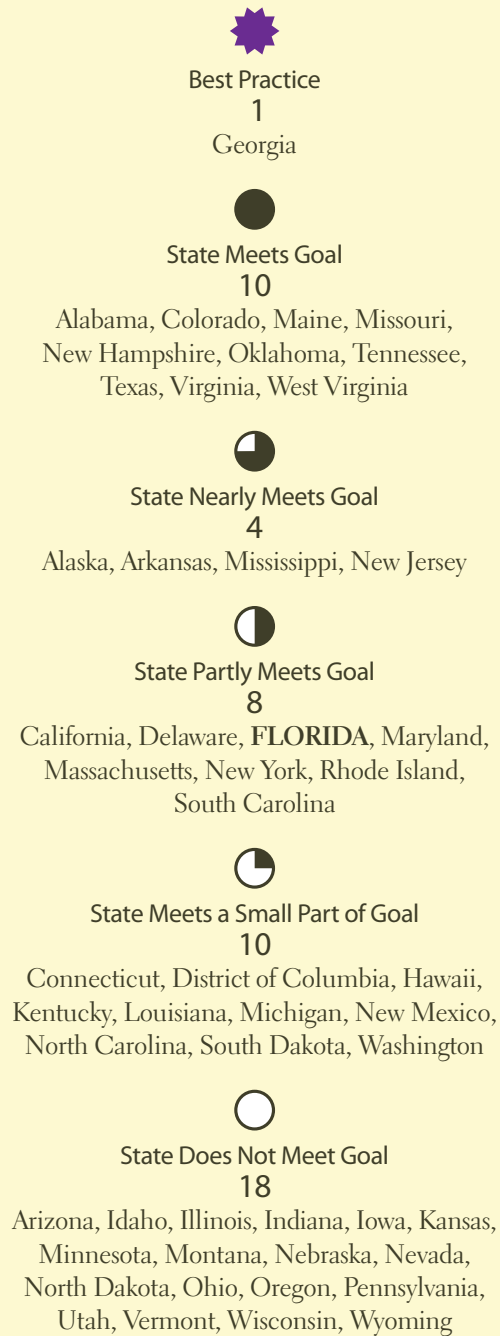 Best Practice
1
Georgia
State Meets Goal
10
Alabama, Colorado, Maine, Missouri,
New Hampshire, Oklahoma, Tennessee,
Texas, Virginia, West Virginia
State Nearly Meets Goal
4
Alaska, Arkansas, Mississippi, New Jersey
State Partly Meets Goal
8
California, Delaware, FLORIDA, Maryland,
Massachusetts, New York, Rhode Island,
South Carolina
State Meets a Small Part of Goal
10
Connecticut, District of Columbia, Hawaii,
Kentucky, Louisiana, Michigan, New Mexico,
North Carolina, South Dakota, Washington
State Does Not Meet Goal
18
Arizona, Idaho, Illinois, Indiana, Iowa, Kansas,
Minnesota, Montana, Nebraska, Nevada,
North Dakota, Ohio, Oregon, Pennsylvania,
Utah, Vermont, Wisconsin, Wyoming